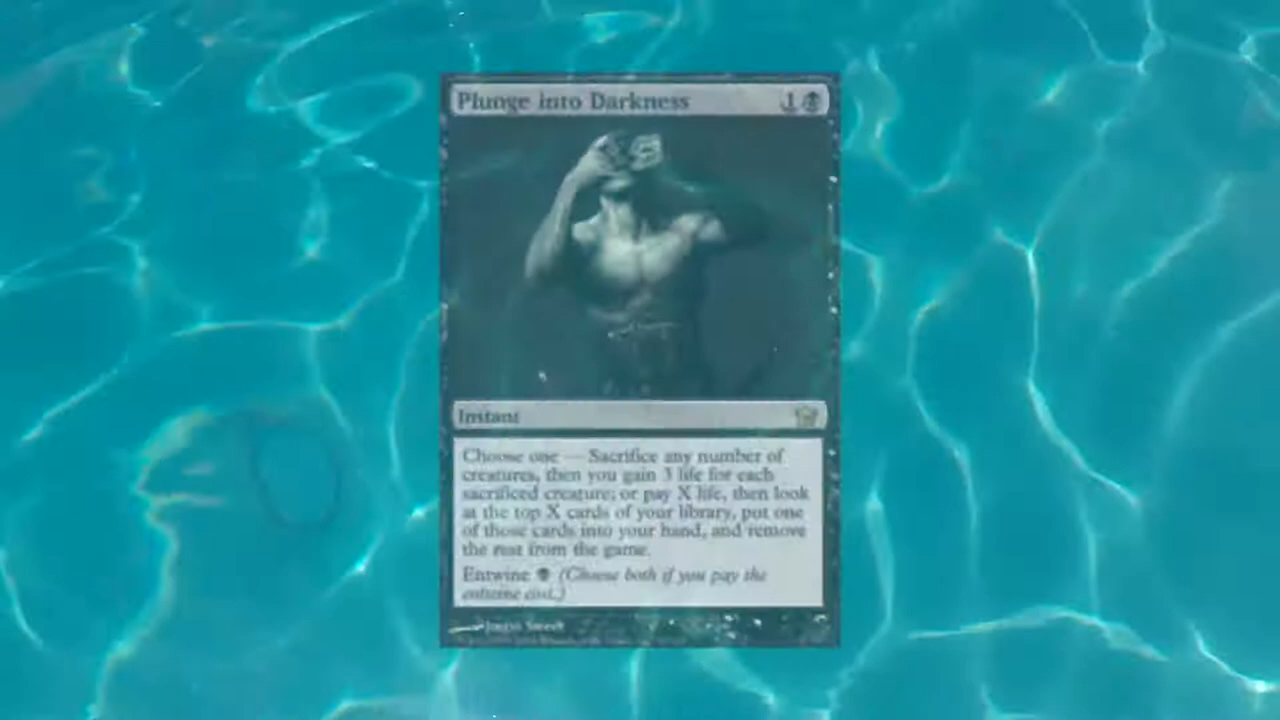 Plunge into Darkness 1
Instant
Choose one — Sacrifice any number of
creatures, then you gain 3 life for each
sacrificed creature; or pay X life, then look
at the top X cards of your library, put one
of those cards into your hand, and remove
the rest from the game.
Entwine (Choose both if you pay the
entwine cost.)